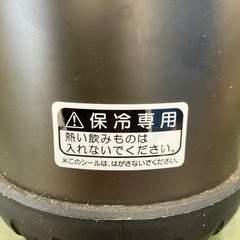 ⚠保冷専用
熱い飲みものは
入れないでください。
※このシールは、はがさないでください。